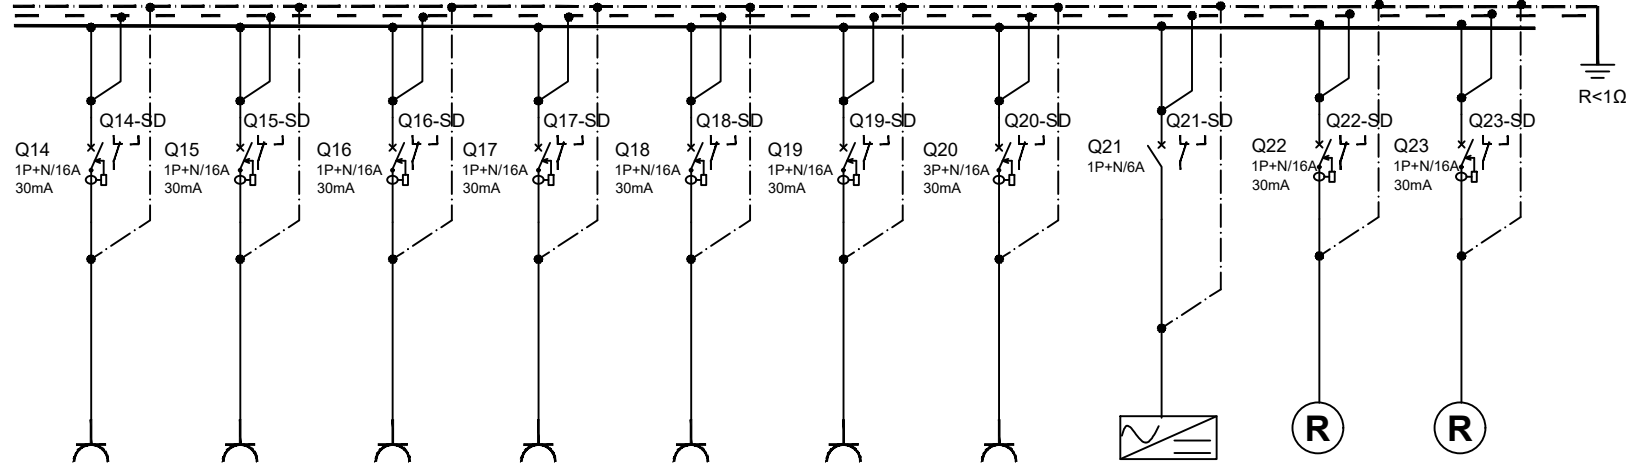 R<1Ω
Q14-SD
Q14
1P+N/16A
30mA
Q15-SD
Q15
1P+N/16A
30mA
Q16-SD
Q16
1P+N/16A
30mA
Q17-SD
Q17
1P+N/16A
30mA
Q18-SD
Q18
1P+N/16A
30mA
Q19-SD
Q19
1P+N/16A
30mA
Q20-SD
Q20
3P+N/16A
30mA
Q21-SD
Q21
1P+N/6A
Q22-SD
Q22
1P+N/16A
30mA
Q23-SD
Q23
1P+N/16A
30mA
R
R